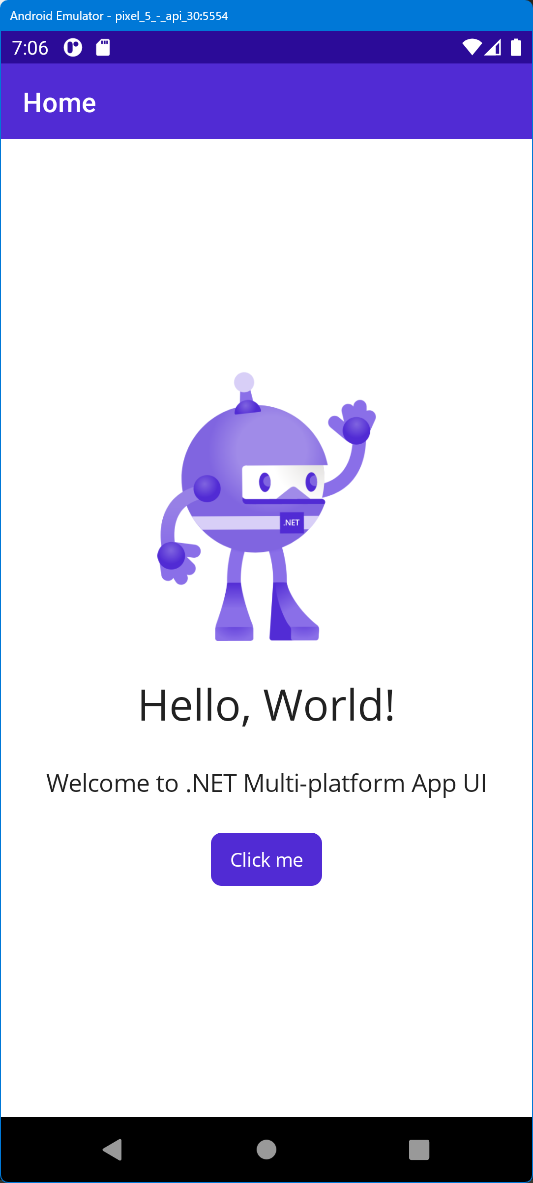 Android Emulator - pixel_5_-_api_30:5554
7:06
Home
.NET
Hello, World!
Welcome to .NET Multi-platform App UI
Click me